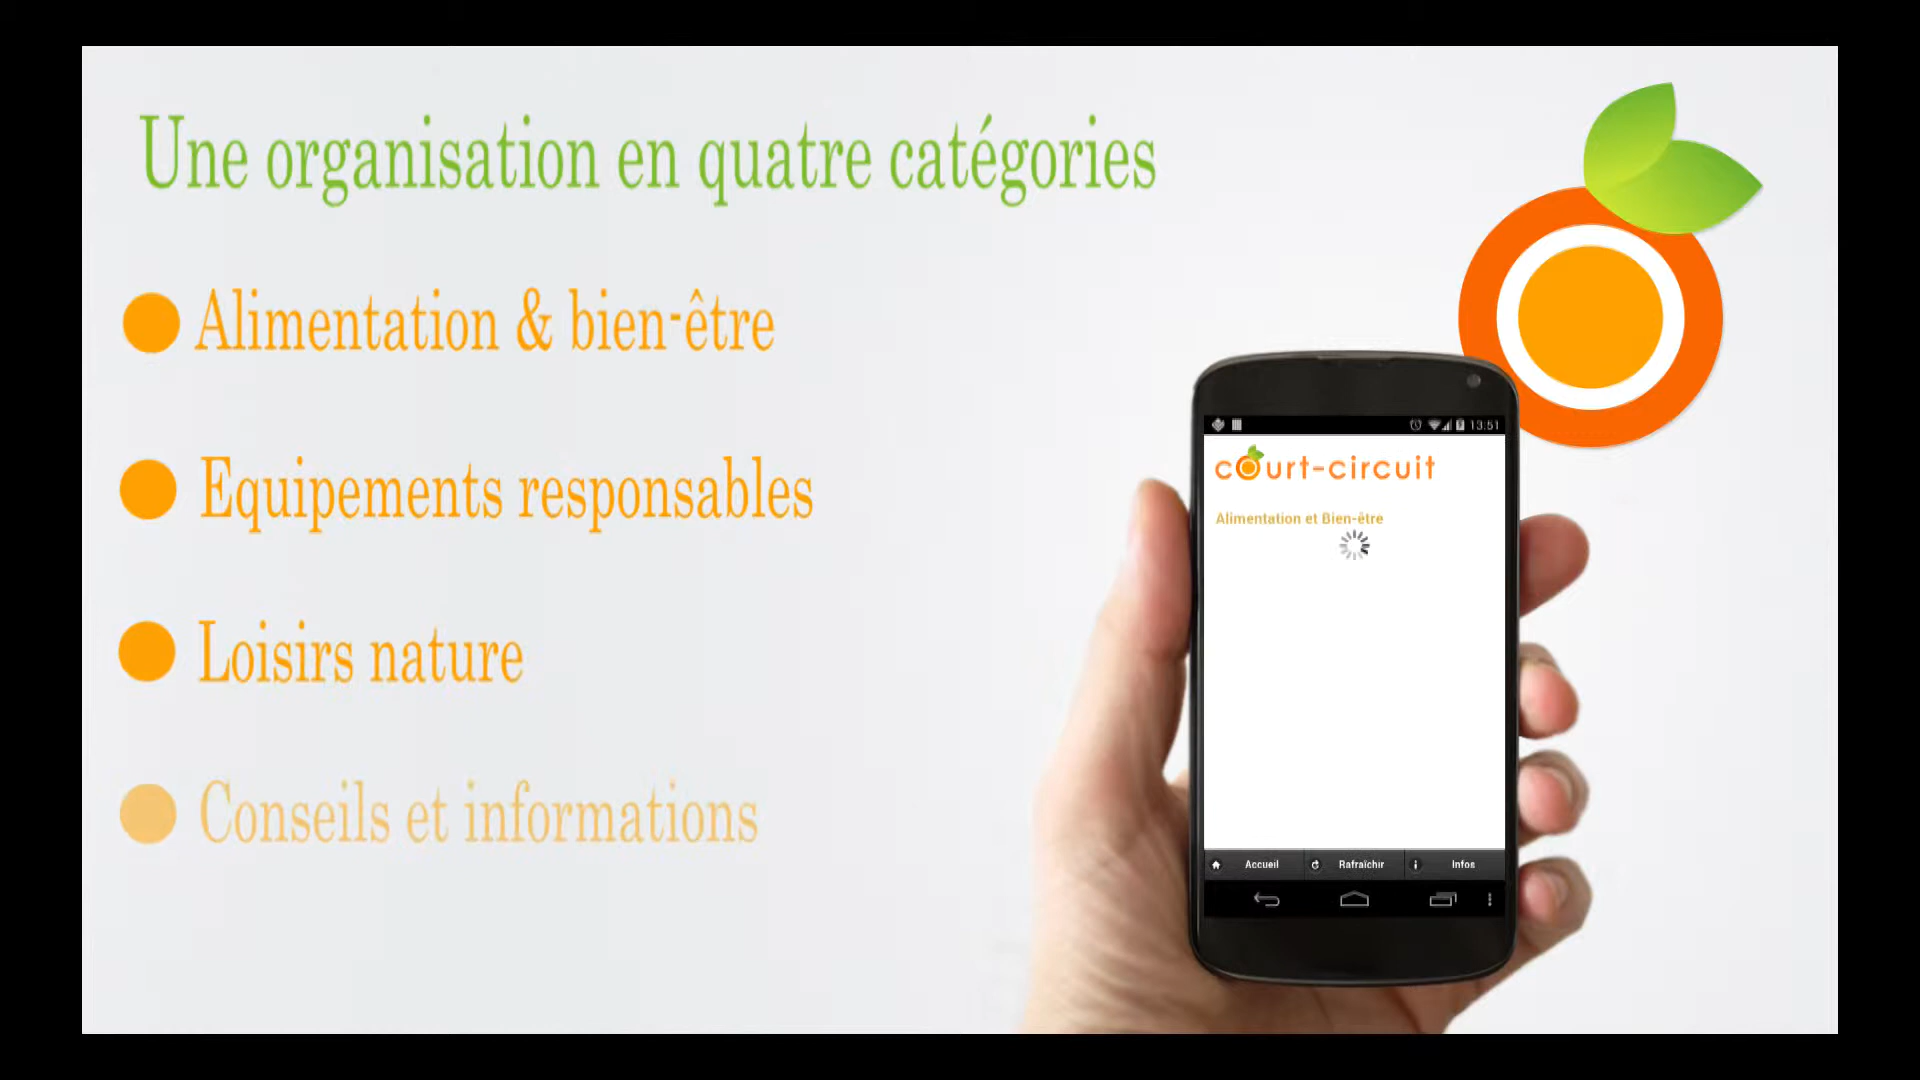 Une organisation en quatre catégories
Alimentation & bien-être
Equipements responsables
Loisirs nature
Conseils et informations
13:51
court-circuit
Alimentation et Bien-être
Accueil Rafraîchir Infos